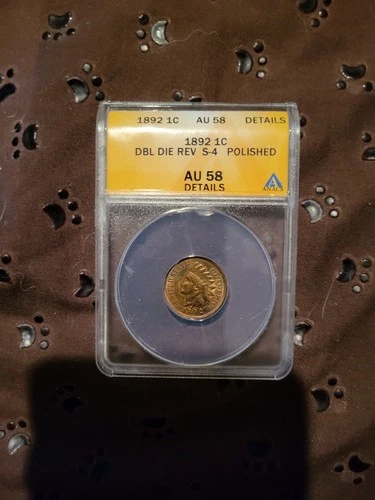 1892 1C AU 58 DETAILS
1892 1C
DBL DIE REV S-4 POLISHED
AU 58
DETAILS
ANACS